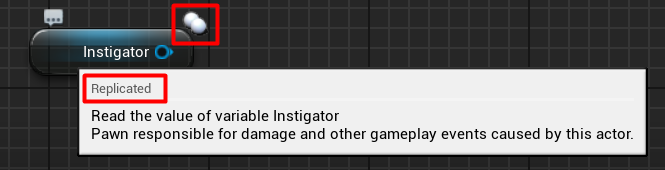 Instigator
Replicated
Read the value of variable Instigator
Pawn responsible for damage and other gameplay events caused by this actor.